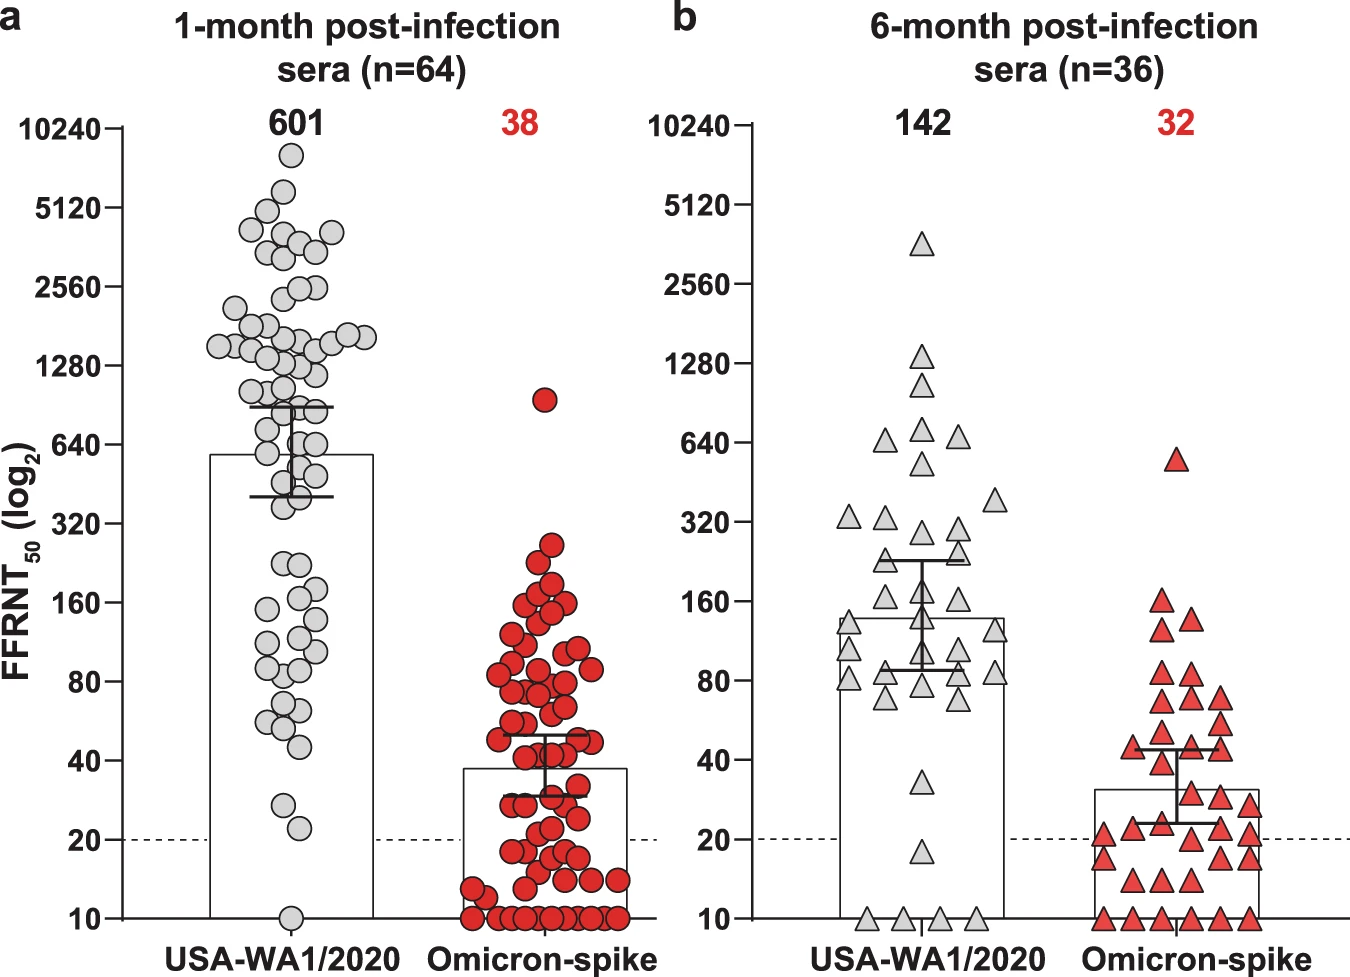 a
1-month post-infection
sera (n=64)
601 38
10240
5120
2560
1280
640
320
160
80
40
20
10
FFRNT50 (log2)
USA-WA1/2020 Omicron-spike
b
6-month post-infection
sera (n=36)
142 32
10240
5120
2560
1280
640
320
160
80
40
20
10
USA-WA1/2020 Omicron-spike